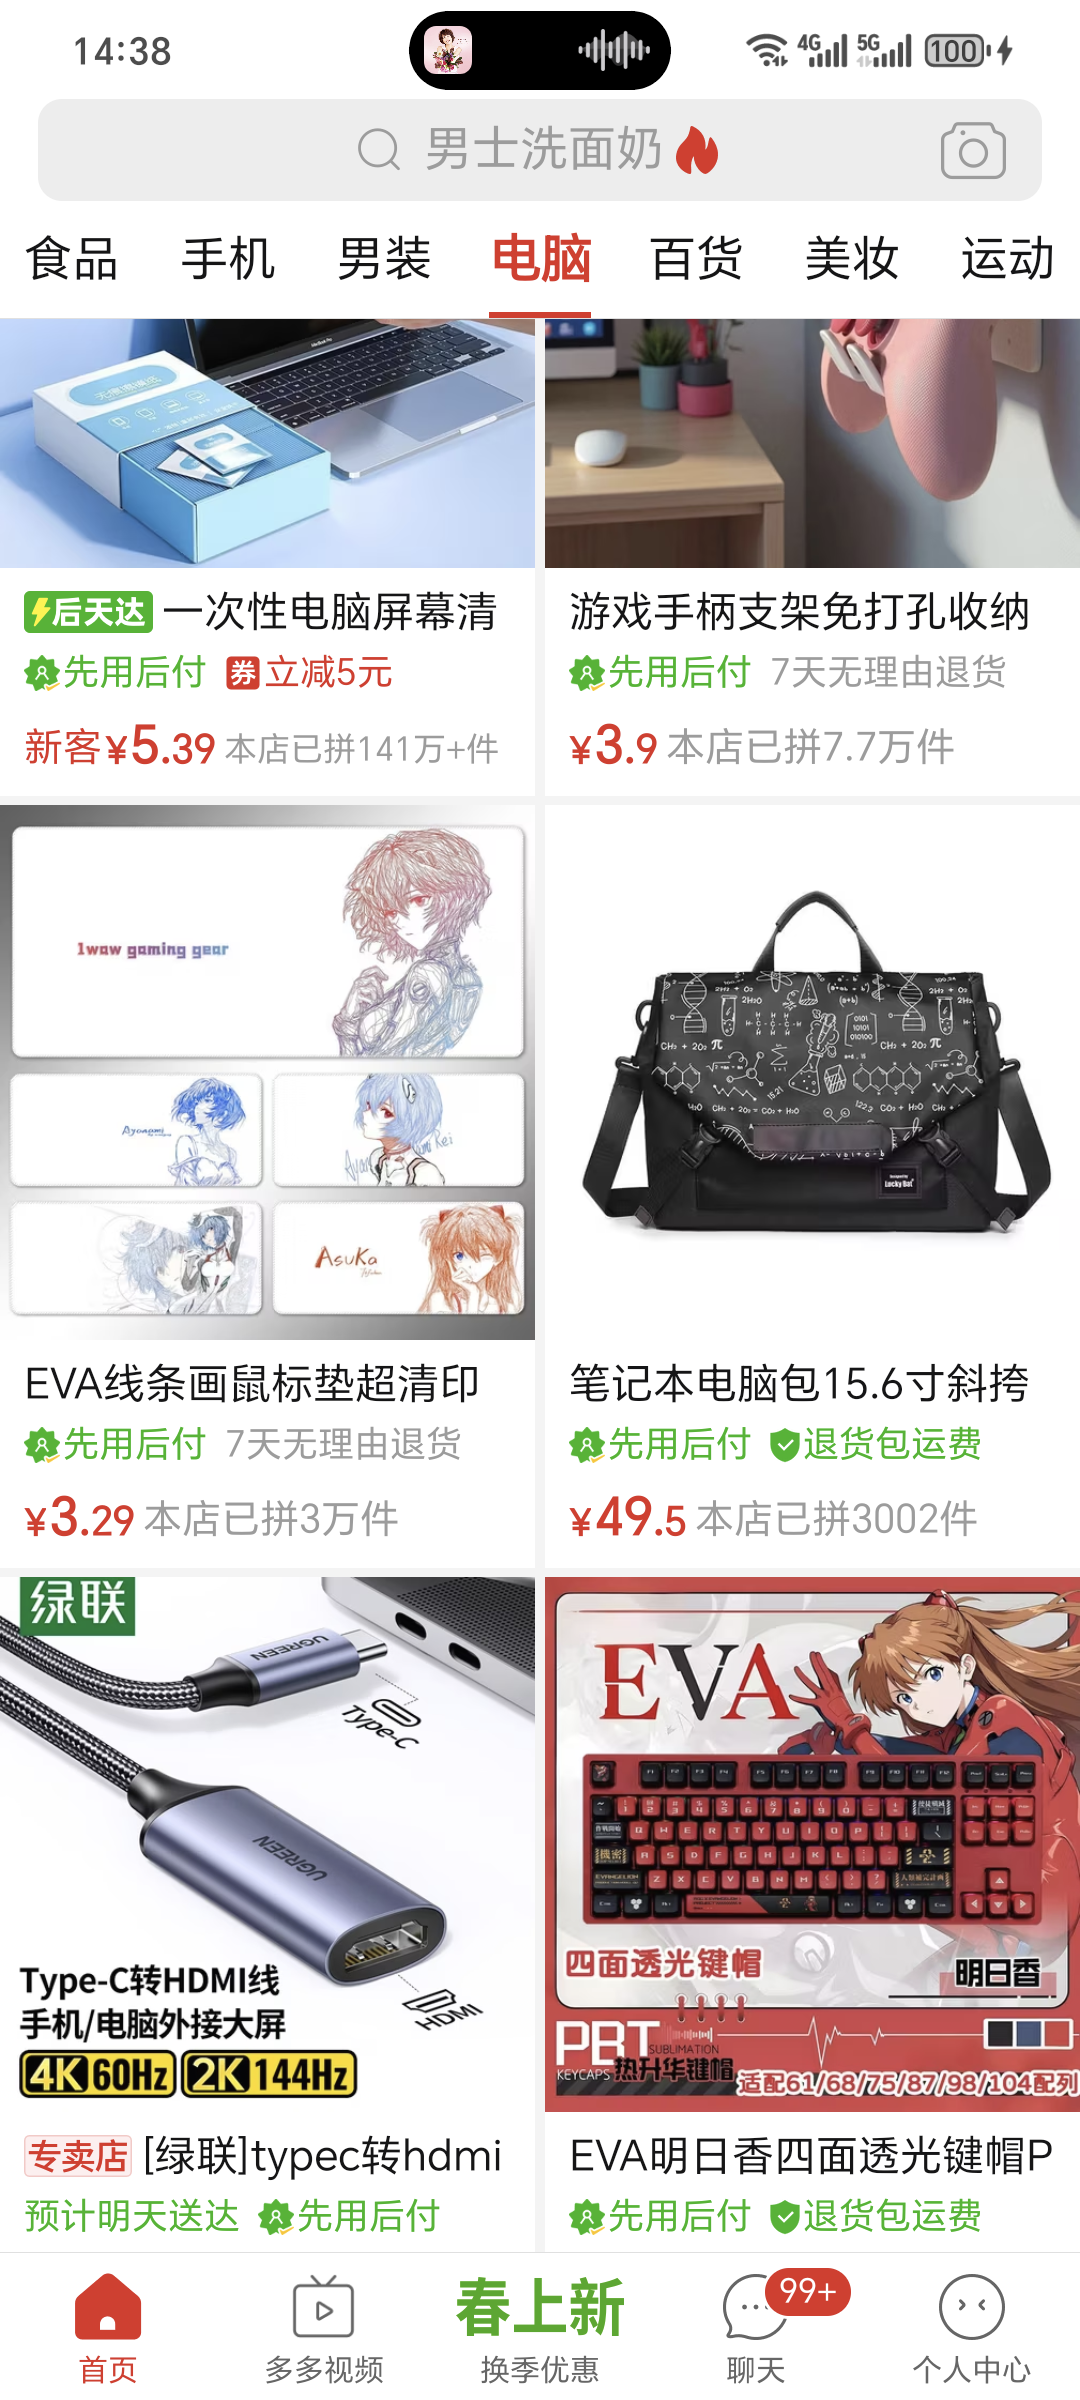 14:38
4G 5G 100
男士洗面奶
食品 手机 男装 电脑 百货 美妆 运动
后天达 一次性电脑屏幕清
先用后付 券 立减5元
新客¥5.39 本店已拼141万+件
游戏手柄支架免打孔收纳
先用后付 7天无理由退货
¥3.9 本店已拼7.7万件
1waw gaming gear
Ayanami
Asuka
EVA线条画鼠标垫超清印
先用后付 7天无理由退货
¥3.29 本店已拼3万件
Lucky Bat
笔记本电脑包15.6寸斜挎
先用后付 退货包运费
¥49.5 本店已拼3002件
绿联
UGREEN
Type-C
UGREEN
HDMI
Type-C转HDMI线
手机/电脑外接大屏
4K 60Hz 2K 144Hz
专卖店 [绿联]typec转hdmi
预计明天送达 先用后付
EVA
四面透光键帽
明日香
PBT
SUBLIMATION
KEYCAPS 热升华键帽
适配61/68/75/87/98/104配列
EVA明日香四面透光键帽P
先用后付 退货包运费
首页
多多视频
春上新
换季优惠
99+
聊天
个人中心